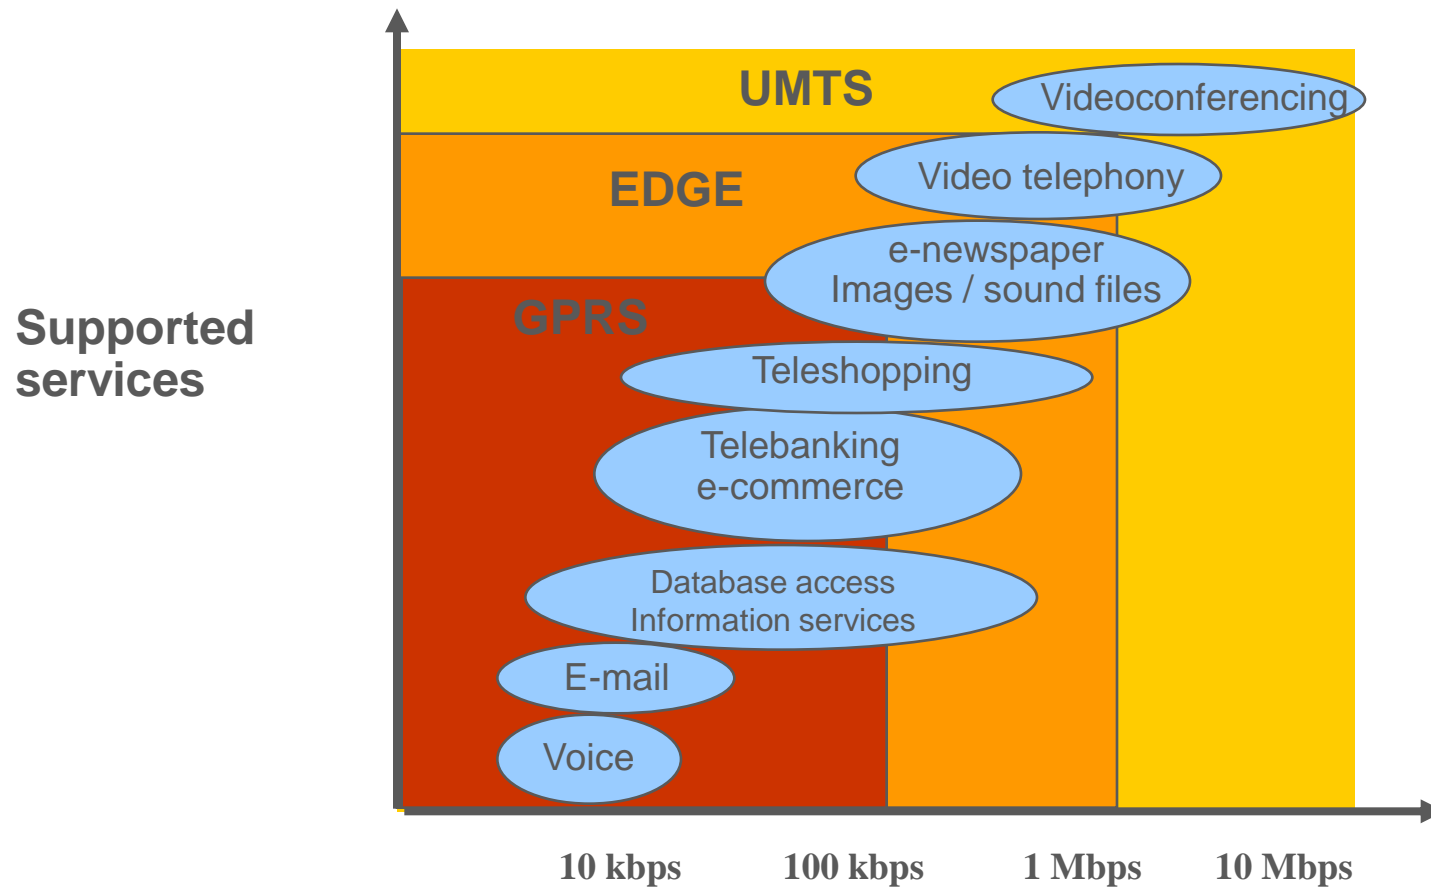 UMTS
Videoconferencing
Video telephony
EDGE
e-newspaper
Images / sound files
GPRS
Supported
services
Teleshopping
Telebanking
e-commerce
Database access
Information services
E-mail
Voice
10 kbps
100 kbps
1 Mbps
10 Mbps